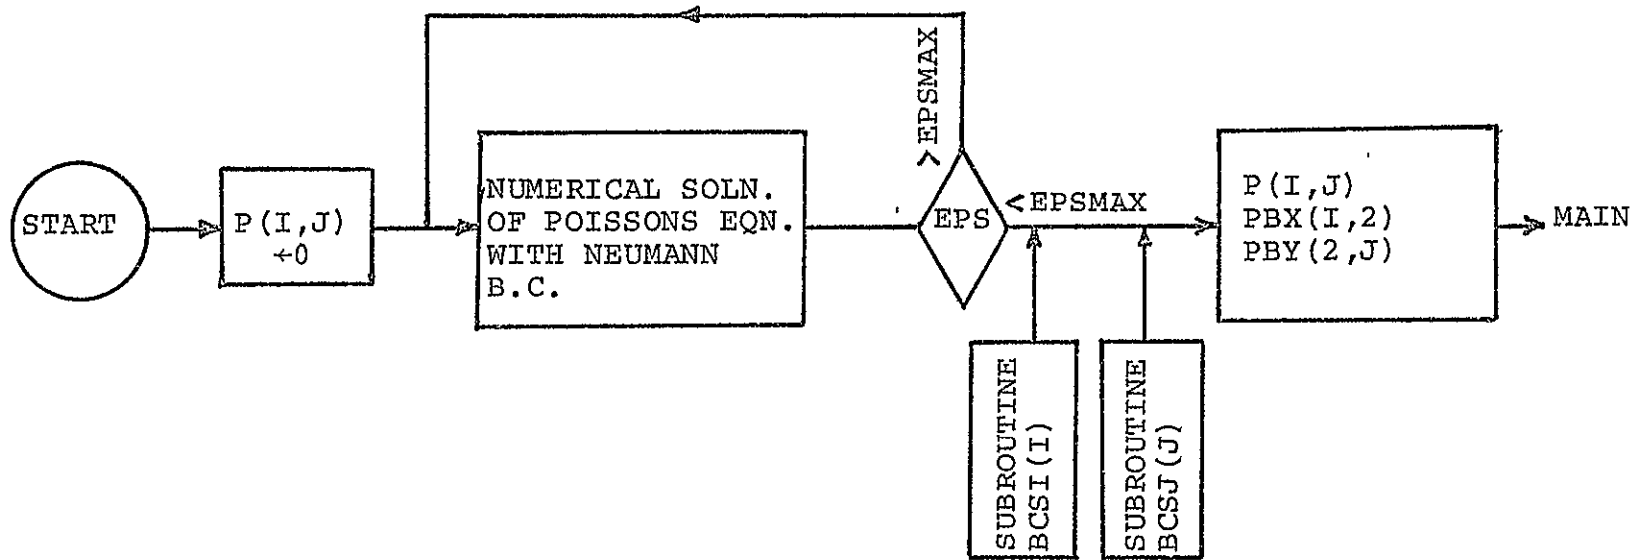 >EPSMAX
START
P(I,J)
←0
NUMERICAL SOLN.
OF POISSONS EQN.
WITH NEUMANN
B.C.
EPS
<EPSMAX
P(I,J)
PBX(I,2)
PBY(2,J)
MAIN
SUBROUTINE
BCSI(I)
SUBROUTINE
BCSJ(J)